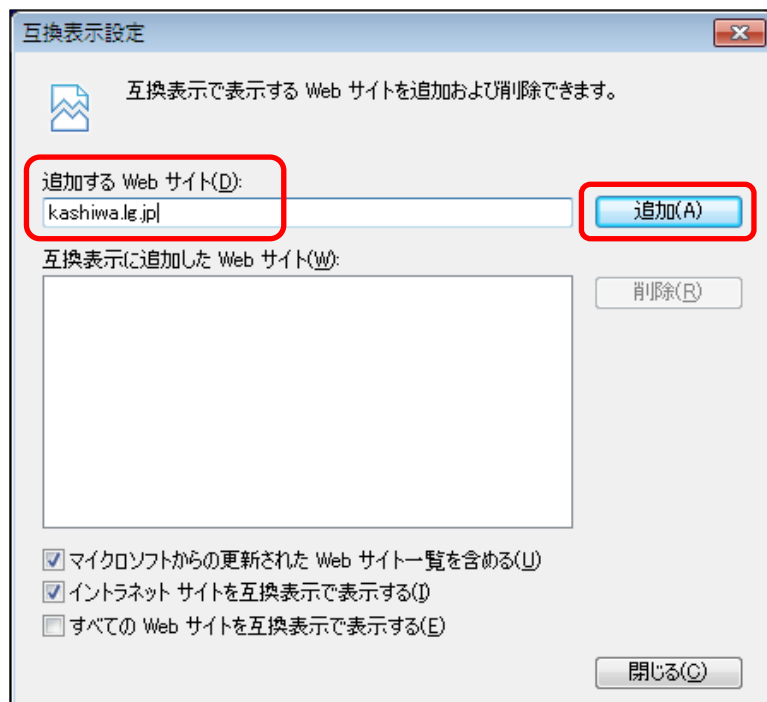 互換表示設定
互換表示で表示する Web サイトを追加および削除できます。
追加する Web サイト(D):
kashiwa.lg.jp
追加(A)
互換表示に追加した Web サイト(W):
削除(R)
マイクロソフトからの更新された Web サイト一覧を含める(U)
イントラネット サイトを互換表示で表示する(I)
すべての Web サイトを互換表示で表示する(E)
閉じる(C)